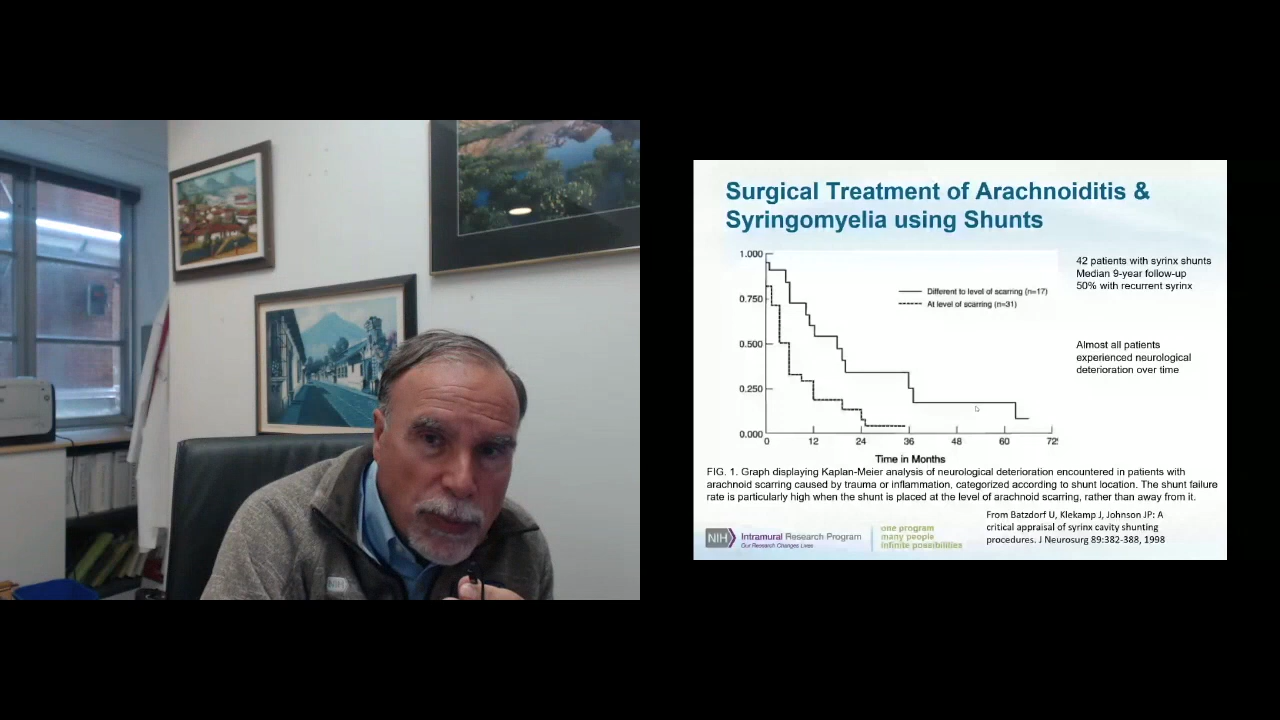 NIH
Surgical Treatment of Arachnoiditis &
Syringomyelia using Shunts
1.000
0.750
0.500
0.250
0.000
0
12
24
36
48
60
72
Different to level of scarring (n=17)
At level of scarring (n=31)
Time in Months
42 patients with syrinx shunts
Median 9-year follow-up
50% with recurrent syrinx
Almost all patients
experienced neurological
deterioration over time
FIG. 1. Graph displaying Kaplan-Meier analysis of neurological deterioration encountered in patients with
arachnoid scarring caused by trauma or inflammation, categorized according to shunt location. The shunt failure
rate is particularly high when the shunt is placed at the level of arachnoid scarring, rather than away from it.
From Batzdorf U, Klekamp J, Johnson JP: A
critical appraisal of syrinx cavity shunting
procedures. J Neurosurg 89:382-388, 1998
NIH
Intramural Research Program
Our Research Changes Lives
one program
many people
infinite possibilities